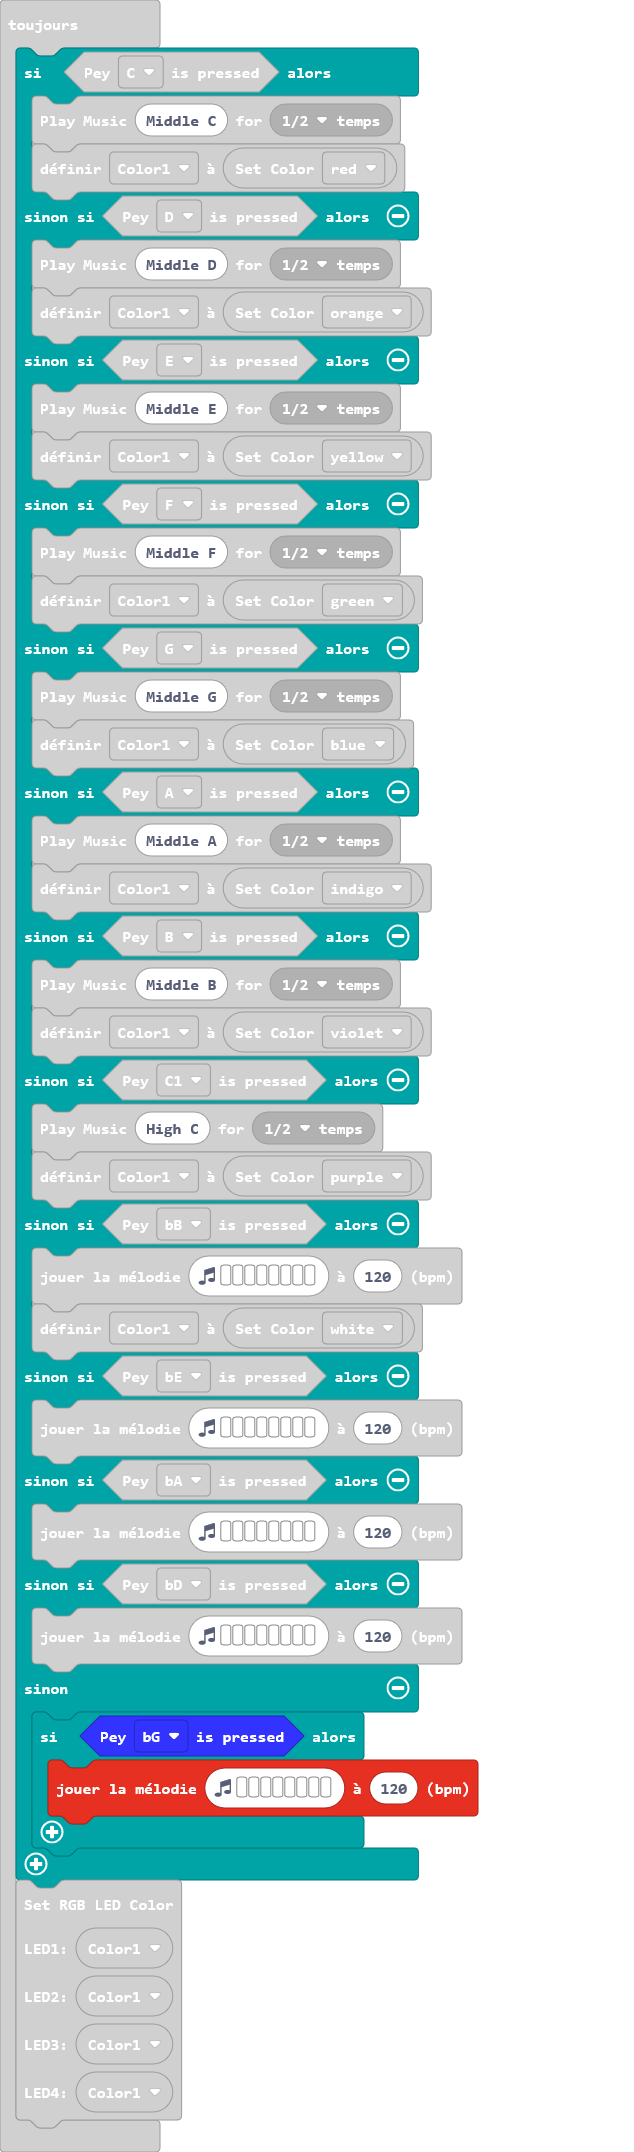 toujours
si Pey C is pressed alors
Play Music Middle C for 1/2 temps
définir Color1 à Set Color red
sinon si Pey D is pressed alors
Play Music Middle D for 1/2 temps
définir Color1 à Set Color orange
sinon si Pey E is pressed alors
Play Music Middle E for 1/2 temps
définir Color1 à Set Color yellow
sinon si Pey F is pressed alors
Play Music Middle F for 1/2 temps
définir Color1 à Set Color green
sinon si Pey G is pressed alors
Play Music Middle G for 1/2 temps
définir Color1 à Set Color blue
sinon si Pey A is pressed alors
Play Music Middle A for 1/2 temps
définir Color1 à Set Color indigo
sinon si Pey B is pressed alors
Play Music Middle B for 1/2 temps
définir Color1 à Set Color violet
sinon si Pey C1 is pressed alors
Play Music High C for 1/2 temps
définir Color1 à Set Color purple
sinon si Pey bB is pressed alors
jouer la mélodie à 120 (bpm)
définir Color1 à Set Color white
sinon si Pey bE is pressed alors
jouer la mélodie à 120 (bpm)
sinon si Pey bA is pressed alors
jouer la mélodie à 120 (bpm)
sinon si Pey bD is pressed alors
jouer la mélodie à 120 (bpm)
sinon
si Pey bG is pressed alors
jouer la mélodie à 120 (bpm)
Set RGB LED Color
LED1: Color1
LED2: Color1
LED3: Color1
LED4: Color1